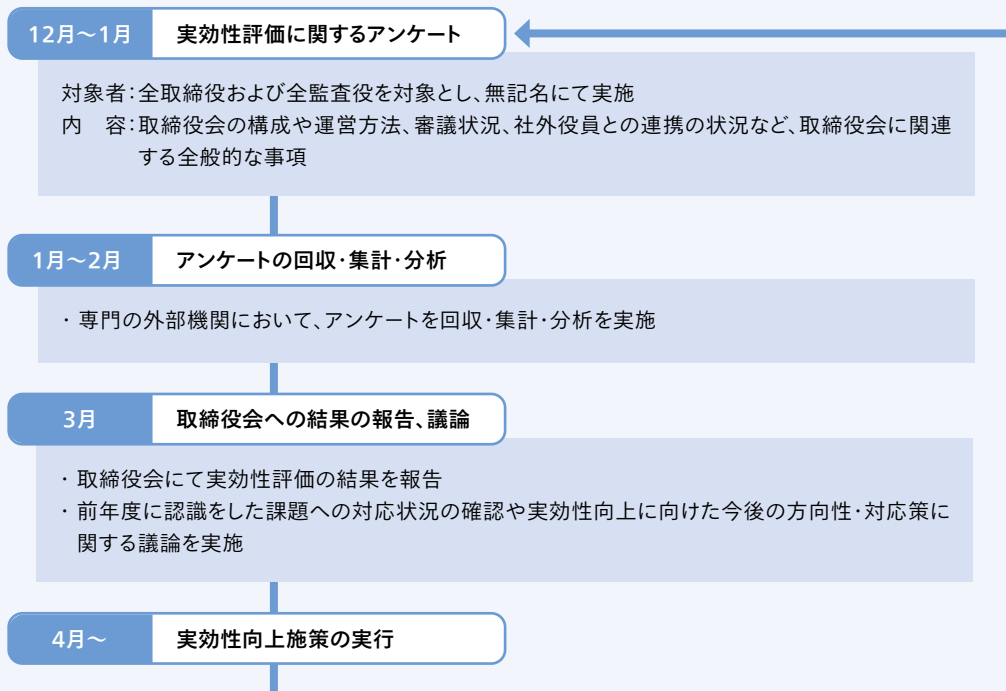 12月～1月 実効性評価に関するアンケート
対象者：全取締役および全監査役を対象とし、無記名にて実施
内　容：取締役会の構成や運営方法、審議状況、社外役員との連携の状況など、取締役会に関連
する全般的な事項
1月～2月 アンケートの回収・集計・分析
・専門の外部機関において、アンケートを回収・集計・分析を実施
3月 取締役会への結果の報告、議論
・取締役会にて実効性評価の結果を報告
・前年度に認識をした課題への対応状況の確認や実効性向上に向けた今後の方向性・対応策に
関する議論を実施
4月～ 実効性向上施策の実行